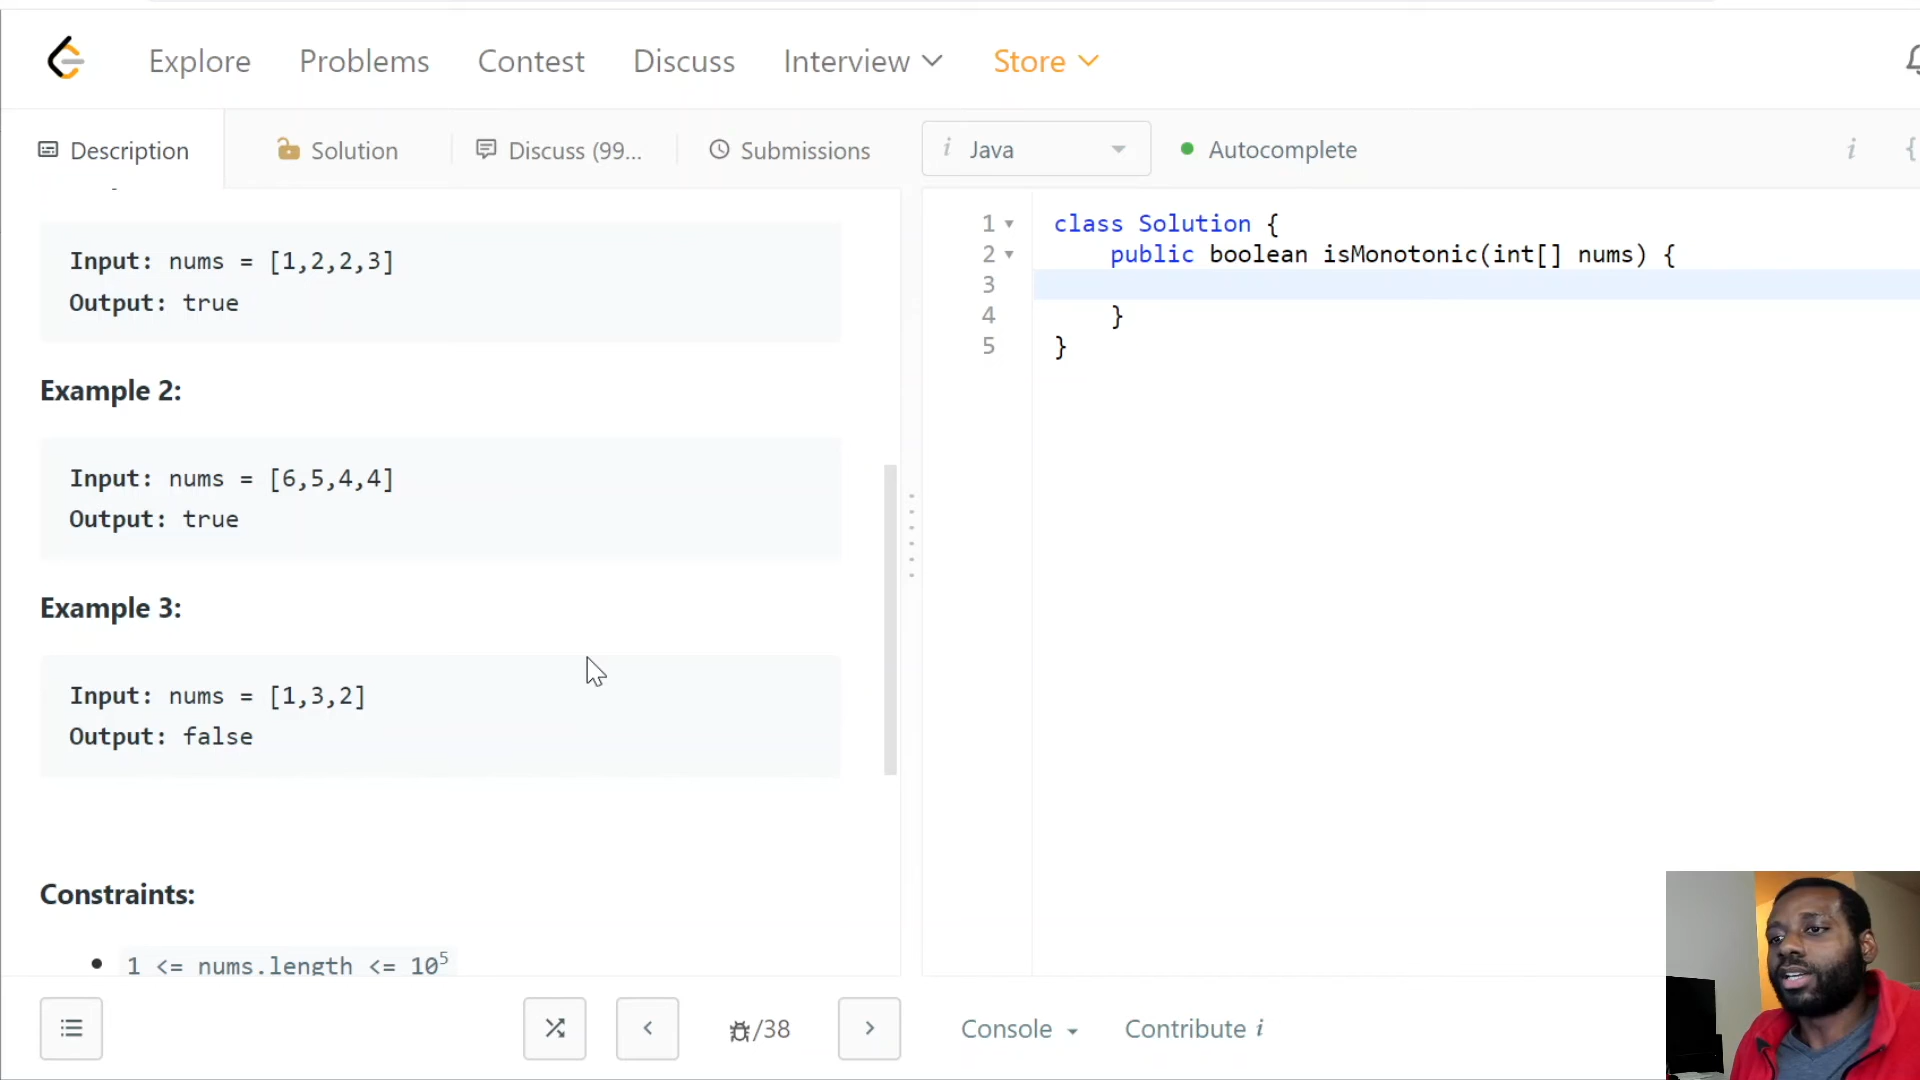 Explore Problems Contest Discuss Interview Store
Description Solution Discuss (99... Submissions i Java Autocomplete i {
Input: nums = [1,2,2,3]
Output: true
Example 2:
Input: nums = [6,5,4,4]
Output: true
Example 3:
Input: nums = [1,3,2]
Output: false
Constraints:
1 <= nums.length <= 10⁵
1 class Solution {
2 public boolean isMonotonic(int[] nums) {
3
4 }
5 }
/38 Console Contribute i